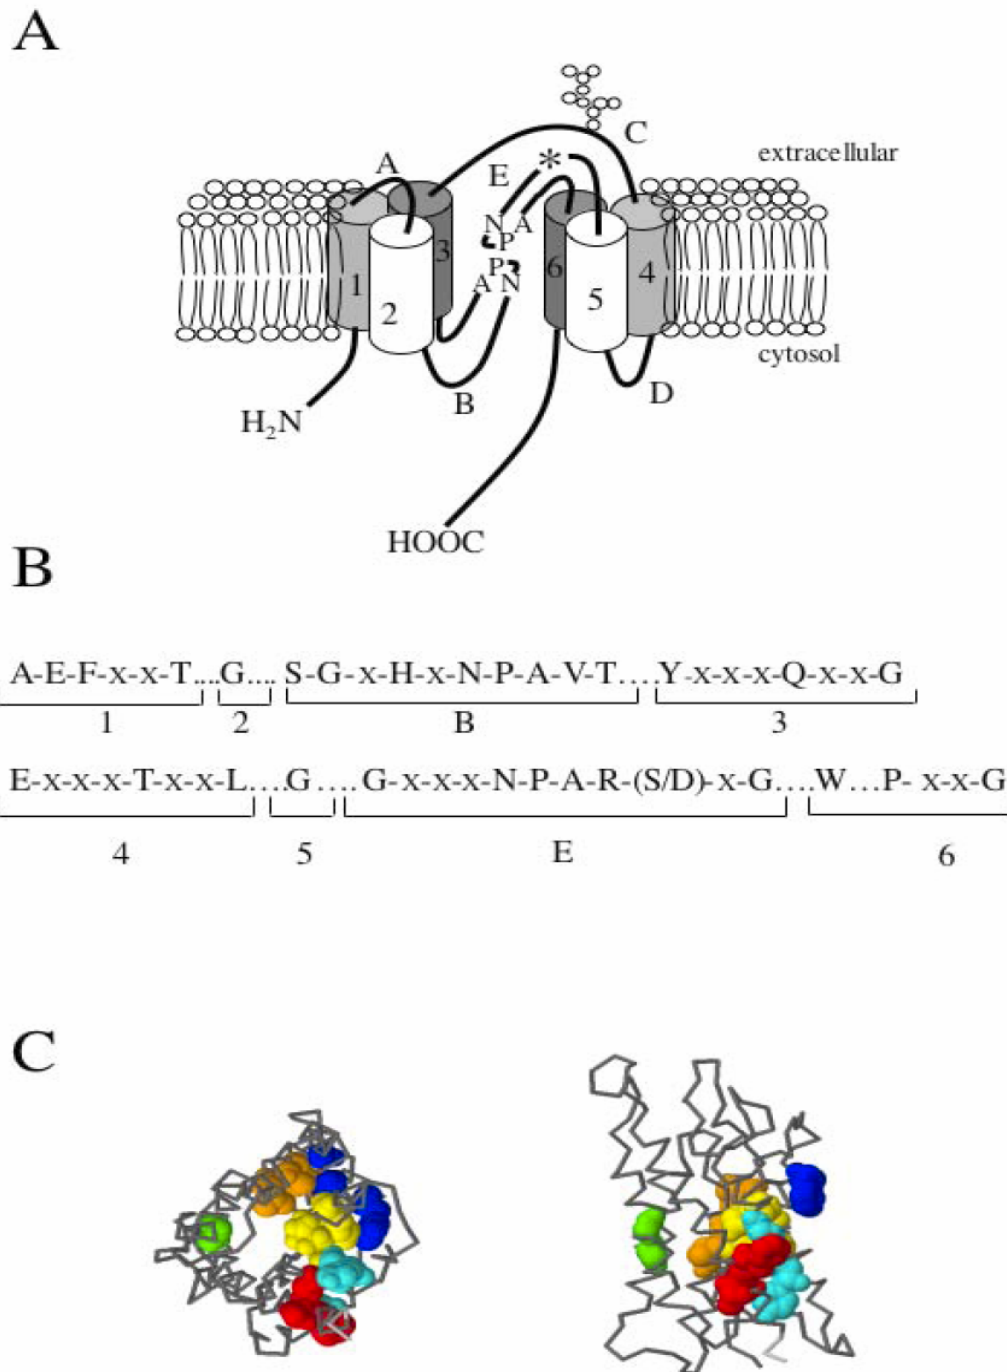 A
extracellular
A
C
E
*
N A
P
P
A N
1
2
3
6
5
4
cytosol
B
D
H2N
HOOC
B
A-E-F-x-x-T....G.... S-G-x-H-x-N-P-A-V-T.... Y-x-x-x-Q-x-x-G
1 2 B 3
E-x-x-x-T-x-x-L....G....G-x-x-x-N-P-A-R-(S/D)-x-G....W...P- x-x-G
4 5 E 6
C